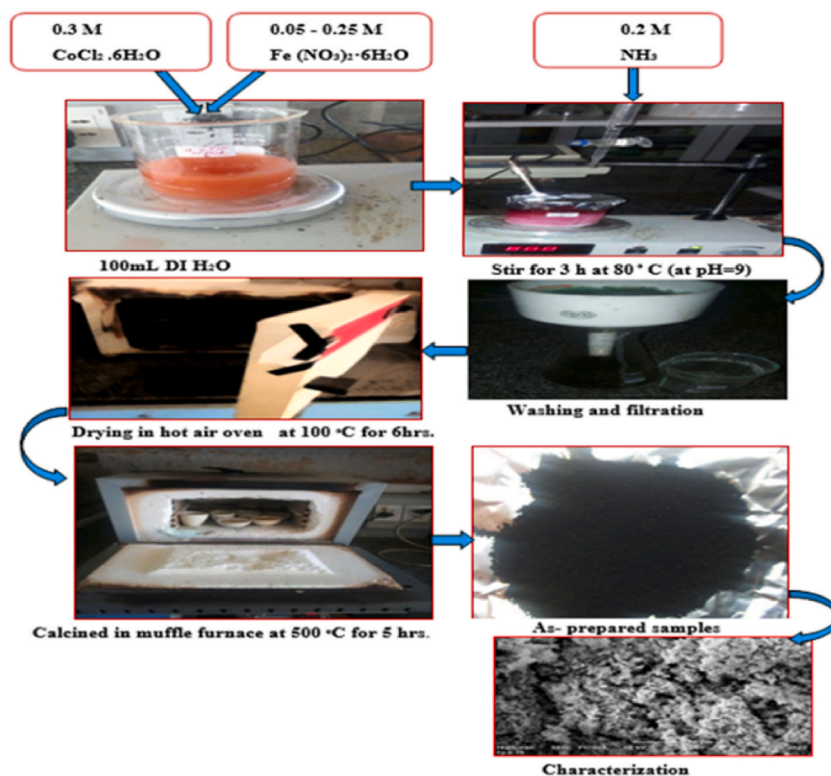 0.3 M
CoCl₂ .6H₂O
0.05 - 0.25 M
Fe (NO₃)₂·6H₂O
0.2 M
NH₃
100mL DI H₂O
Stir for 3 h at 80° C (at pH=9)
Washing and filtration
Drying in hot air oven at 100 °C for 6hrs.
Calcined in muffle furnace at 500 °C for 5 hrs.
As- prepared samples
Characterization